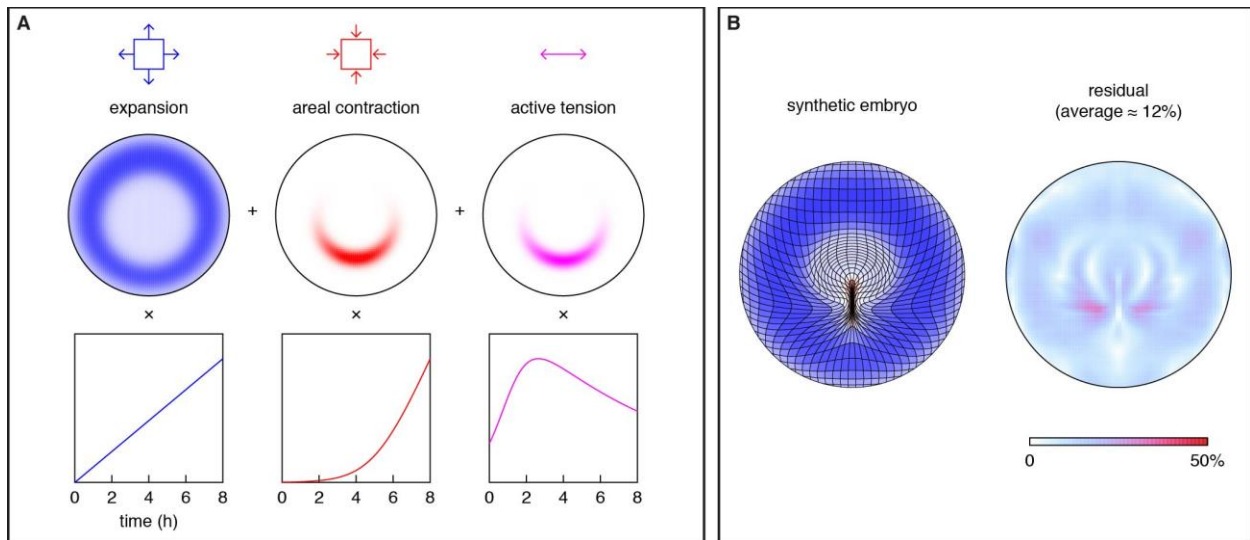 A
expansion
areal contraction
active tension
+
+
×
×
×
0 2 4 6 8
0 2 4 6 8
0 2 4 6 8
time (h)
B
synthetic embryo
residual
(average ≈ 12%)
0
50%